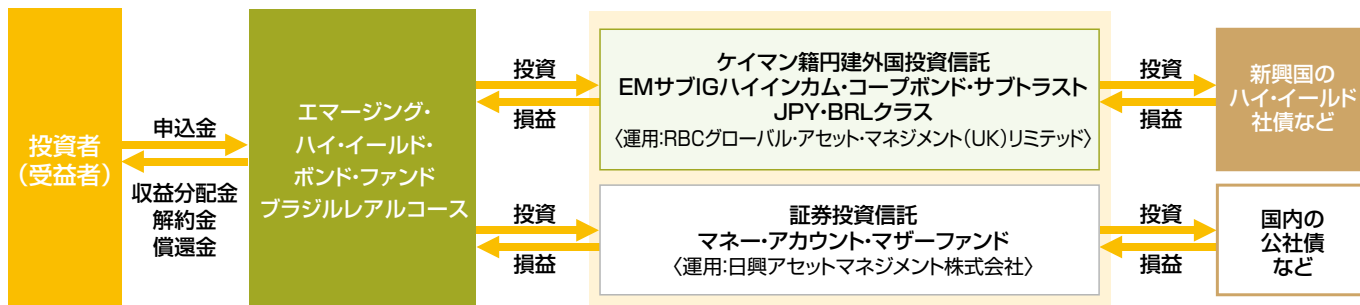 投資者
(受益者)
申込金
収益分配金
解約金
償還金
エマージング・
ハイ・イールド・
ボンド・ファンド
ブラジルレアルコース
投資
損益
ケイマン籍円建外国投資信託
EMサブIGハイインカム・コープボンド・サブトラスト
JPY・BRLクラス
〈運用:RBCグローバル・アセット・マネジメント(UK)リミテッド〉
投資
損益
新興国の
ハイ・イールド
社債など
投資
損益
証券投資信託
マネー・アカウント・マザーファンド
〈運用:日興アセットマネジメント株式会社〉
投資
損益
国内の
公社債
など